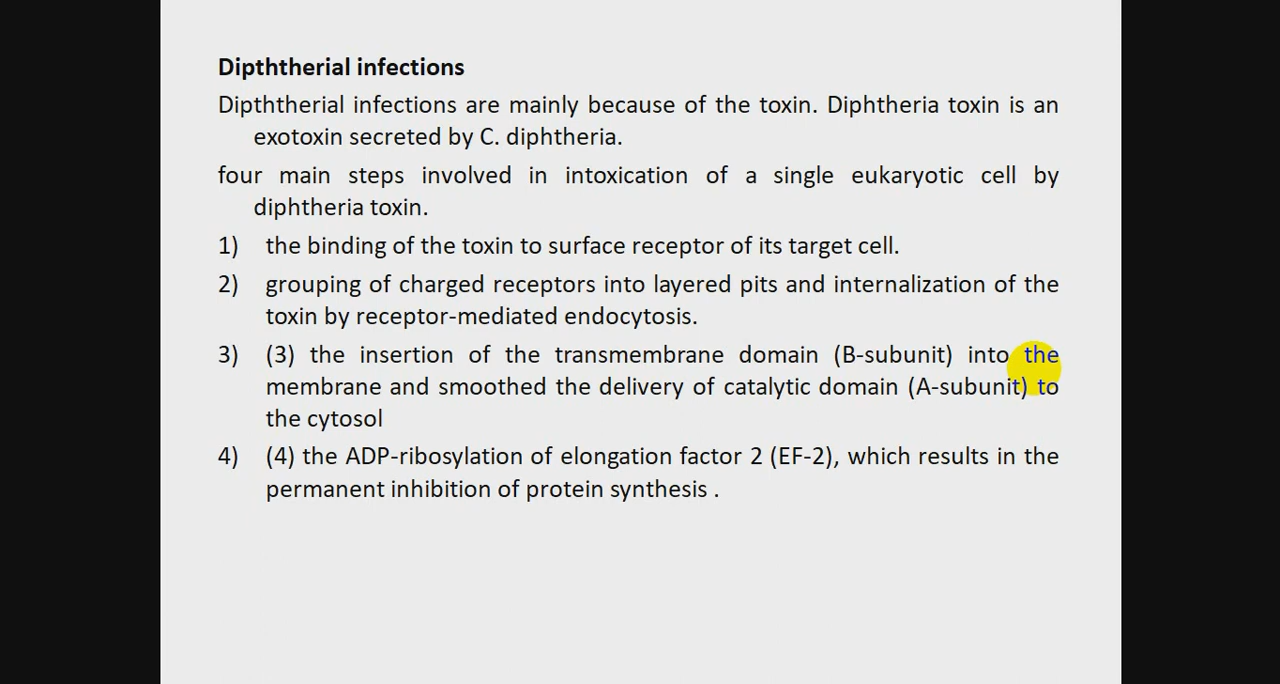 Dipththerial infections
Dipththerial infections are mainly because of the toxin. Diphtheria toxin is an
exotoxin secreted by C. diphtheria.
four main steps involved in intoxication of a single eukaryotic cell by
diphtheria toxin.
1) the binding of the toxin to surface receptor of its target cell.
2) grouping of charged receptors into layered pits and internalization of the
toxin by receptor-mediated endocytosis.
3) (3) the insertion of the transmembrane domain (B-subunit) into the
membrane and smoothed the delivery of catalytic domain (A-subunit) to
the cytosol
4) (4) the ADP-ribosylation of elongation factor 2 (EF-2), which results in the
permanent inhibition of protein synthesis .